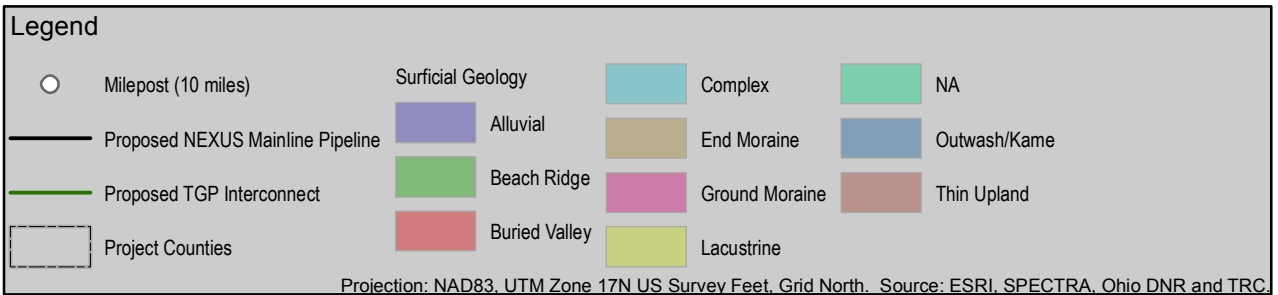 Legend
Milepost (10 miles)
Proposed NEXUS Mainline Pipeline
Proposed TGP Interconnect
Project Counties
Surficial Geology
Alluvial
Beach Ridge
Buried Valley
Complex
End Moraine
Ground Moraine
Lacustrine
NA
Outwash/Kame
Thin Upland
Projection: NAD83, UTM Zone 17N US Survey Feet, Grid North. Source: ESRI, SPECTRA, Ohio DNR and TRC.